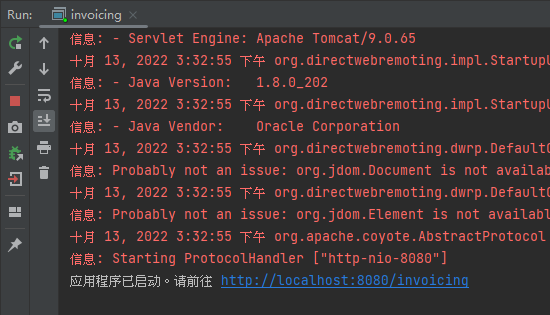 Run: invoicing
信息: - Servlet Engine: Apache Tomcat/9.0.65
十月 13, 2022 3:32:55 下午 org.directwebremoting.impl.Startup
信息: - Java Version: 1.8.0_202
十月 13, 2022 3:32:55 下午 org.directwebremoting.impl.Startup
信息: - Java Vendor: Oracle Corporation
十月 13, 2022 3:32:55 下午 org.directwebremoting.dwrp.Default
信息: Probably not an issue: org.jdom.Document is not availa
十月 13, 2022 3:32:55 下午 org.directwebremoting.dwrp.Default
信息: Probably not an issue: org.jdom.Element is not availabl
十月 13, 2022 3:32:55 下午 org.apache.coyote.AbstractProtocol
信息: Starting ProtocolHandler ["http-nio-8080"]
应用程序已启动。请前往 http://localhost:8080/invoicing